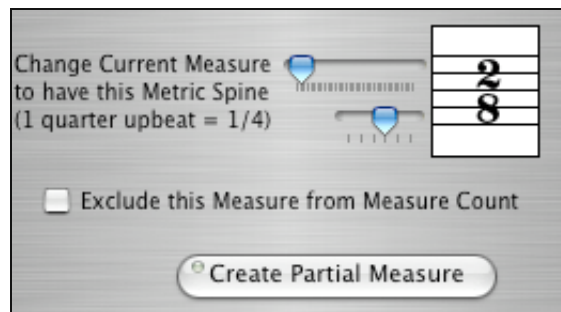 Change Current Measure
to have this Metric Spine
(1 quarter upbeat = 1/4)
2
8
Exclude this Measure from Measure Count
Create Partial Measure